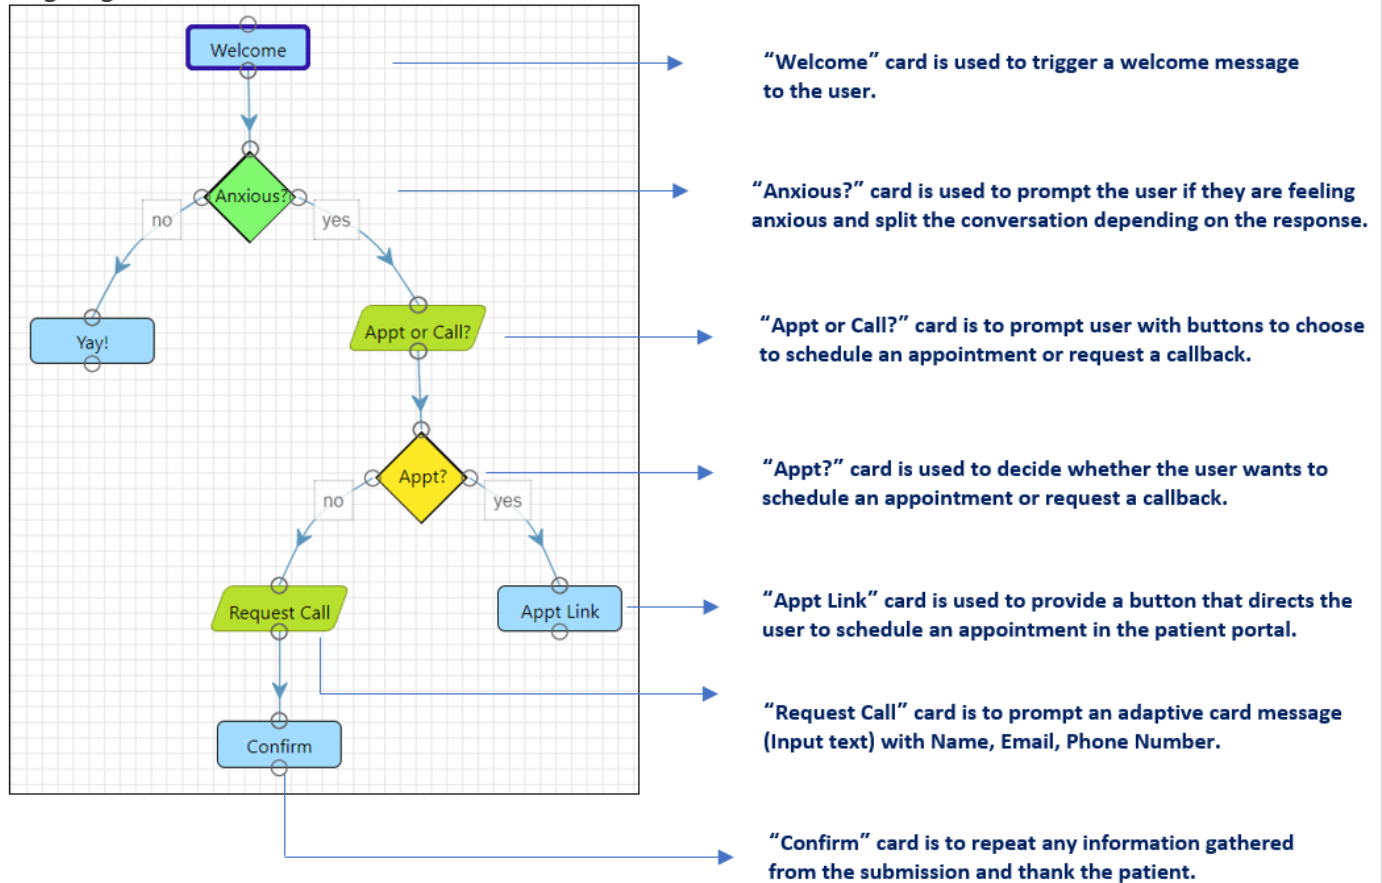 Welcome
“Welcome” card is used to trigger a welcome message
to the user.
Anxious?
no
yes
“Anxious?” card is used to prompt the user if they are feeling
anxious and split the conversation depending on the response.
Yay!
Appt or Call?
“Appt or Call?” card is to prompt user with buttons to choose
to schedule an appointment or request a callback.
Appt?
no
yes
“Appt?” card is used to decide whether the user wants to
schedule an appointment or request a callback.
Request Call
Appt Link
“Appt Link” card is used to provide a button that directs the
user to schedule an appointment in the patient portal.
“Request Call” card is to prompt an adaptive card message
(Input text) with Name, Email, Phone Number.
Confirm
“Confirm” card is to repeat any information gathered
from the submission and thank the patient.